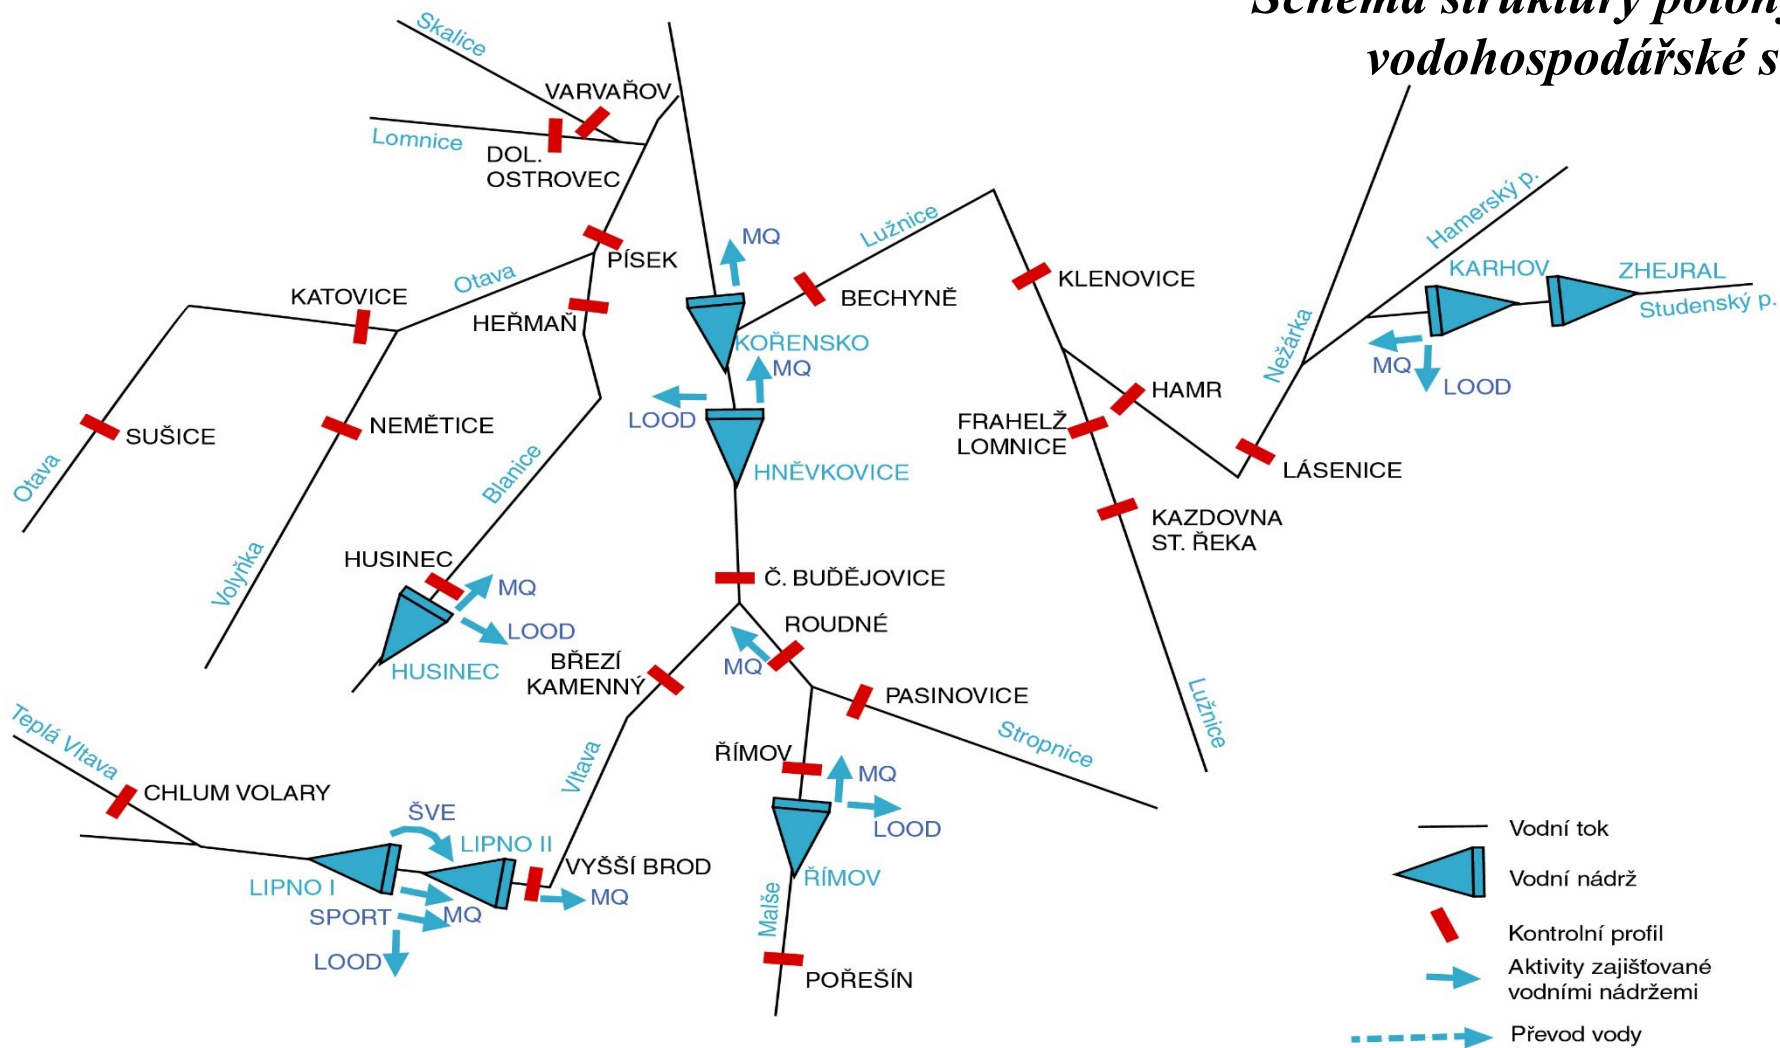 Schéma struktury polohy
vodohospodářské s
Skalice
VARVAŘOV
Lomnice
DOL.
OSTROVEC
PÍSEK
Otava
KATOVICE
HEŘMAŇ
SUŠICE
NEMĚTICE
Otava
Blanice
Volyňka
HUSINEC
MQ
LOOD
HUSINEC
MQ
Lužnice
BECHYNĚ
KOŘENSKO
MQ
LOOD
HNĚVKOVICE
KLENOVICE
HAMR
FRAHELŽ
LOMNICE
KAZDOVNA
ST. ŘEKA
LÁSENICE
Nežárka
Hamerský p.
KARHOV
ZHEJRAL
Studenský p.
MQ
LOOD
Č. BUĎĚJOVICE
ROUDNÉ
MQ
BŘEZÍ
KAMENNÝ
PASINOVICE
Stropnice
Lužnice
ŘÍMOV
MQ
LOOD
ŘÍMOV
Malše
POŘEŠÍN
Vltava
Teplá Vltava
CHLUM VOLARY
ŠVE
LIPNO II
VYŠŠÍ BROD
LIPNO I
MQ
SPORT
MQ
LOOD
Vodní tok
Vodní nádrž
Kontrolní profil
Aktivity zajišťované
vodními nádržemi
Převod vody